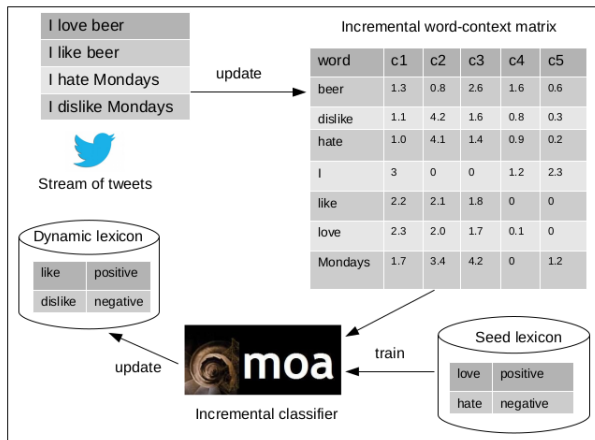 I love beer
I like beer
I hate Mondays
I dislike Mondays
Stream of tweets
update
Incremental word-context matrix
word c1 c2 c3 c4 c5
beer 1.3 0.8 2.6 1.6 0.6
dislike 1.1 4.2 1.6 0.8 0.3
hate 1.0 4.1 1.4 0.9 0.2
I 3 0 0 1.2 2.3
like 2.2 2.1 1.8 0 0
love 2.3 2.0 1.7 0.1 0
Mondays 1.7 3.4 4.2 0 1.2
Dynamic lexicon
like positive
dislike negative
update
moa
Incremental classifier
train
Seed lexicon
love positive
hate negative